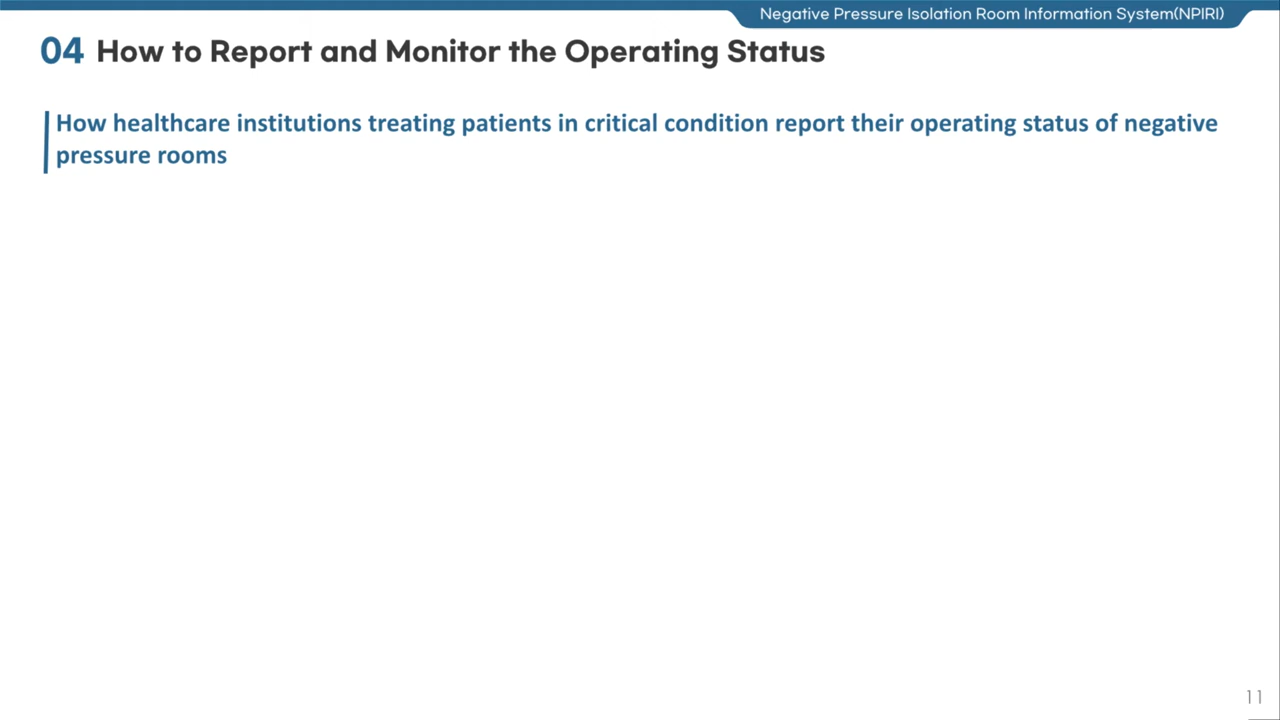 Negative Pressure Isolation Room Information System(NPIRI)
04 How to Report and Monitor the Operating Status
How healthcare institutions treating patients in critical condition report their operating status of negative
pressure rooms
11